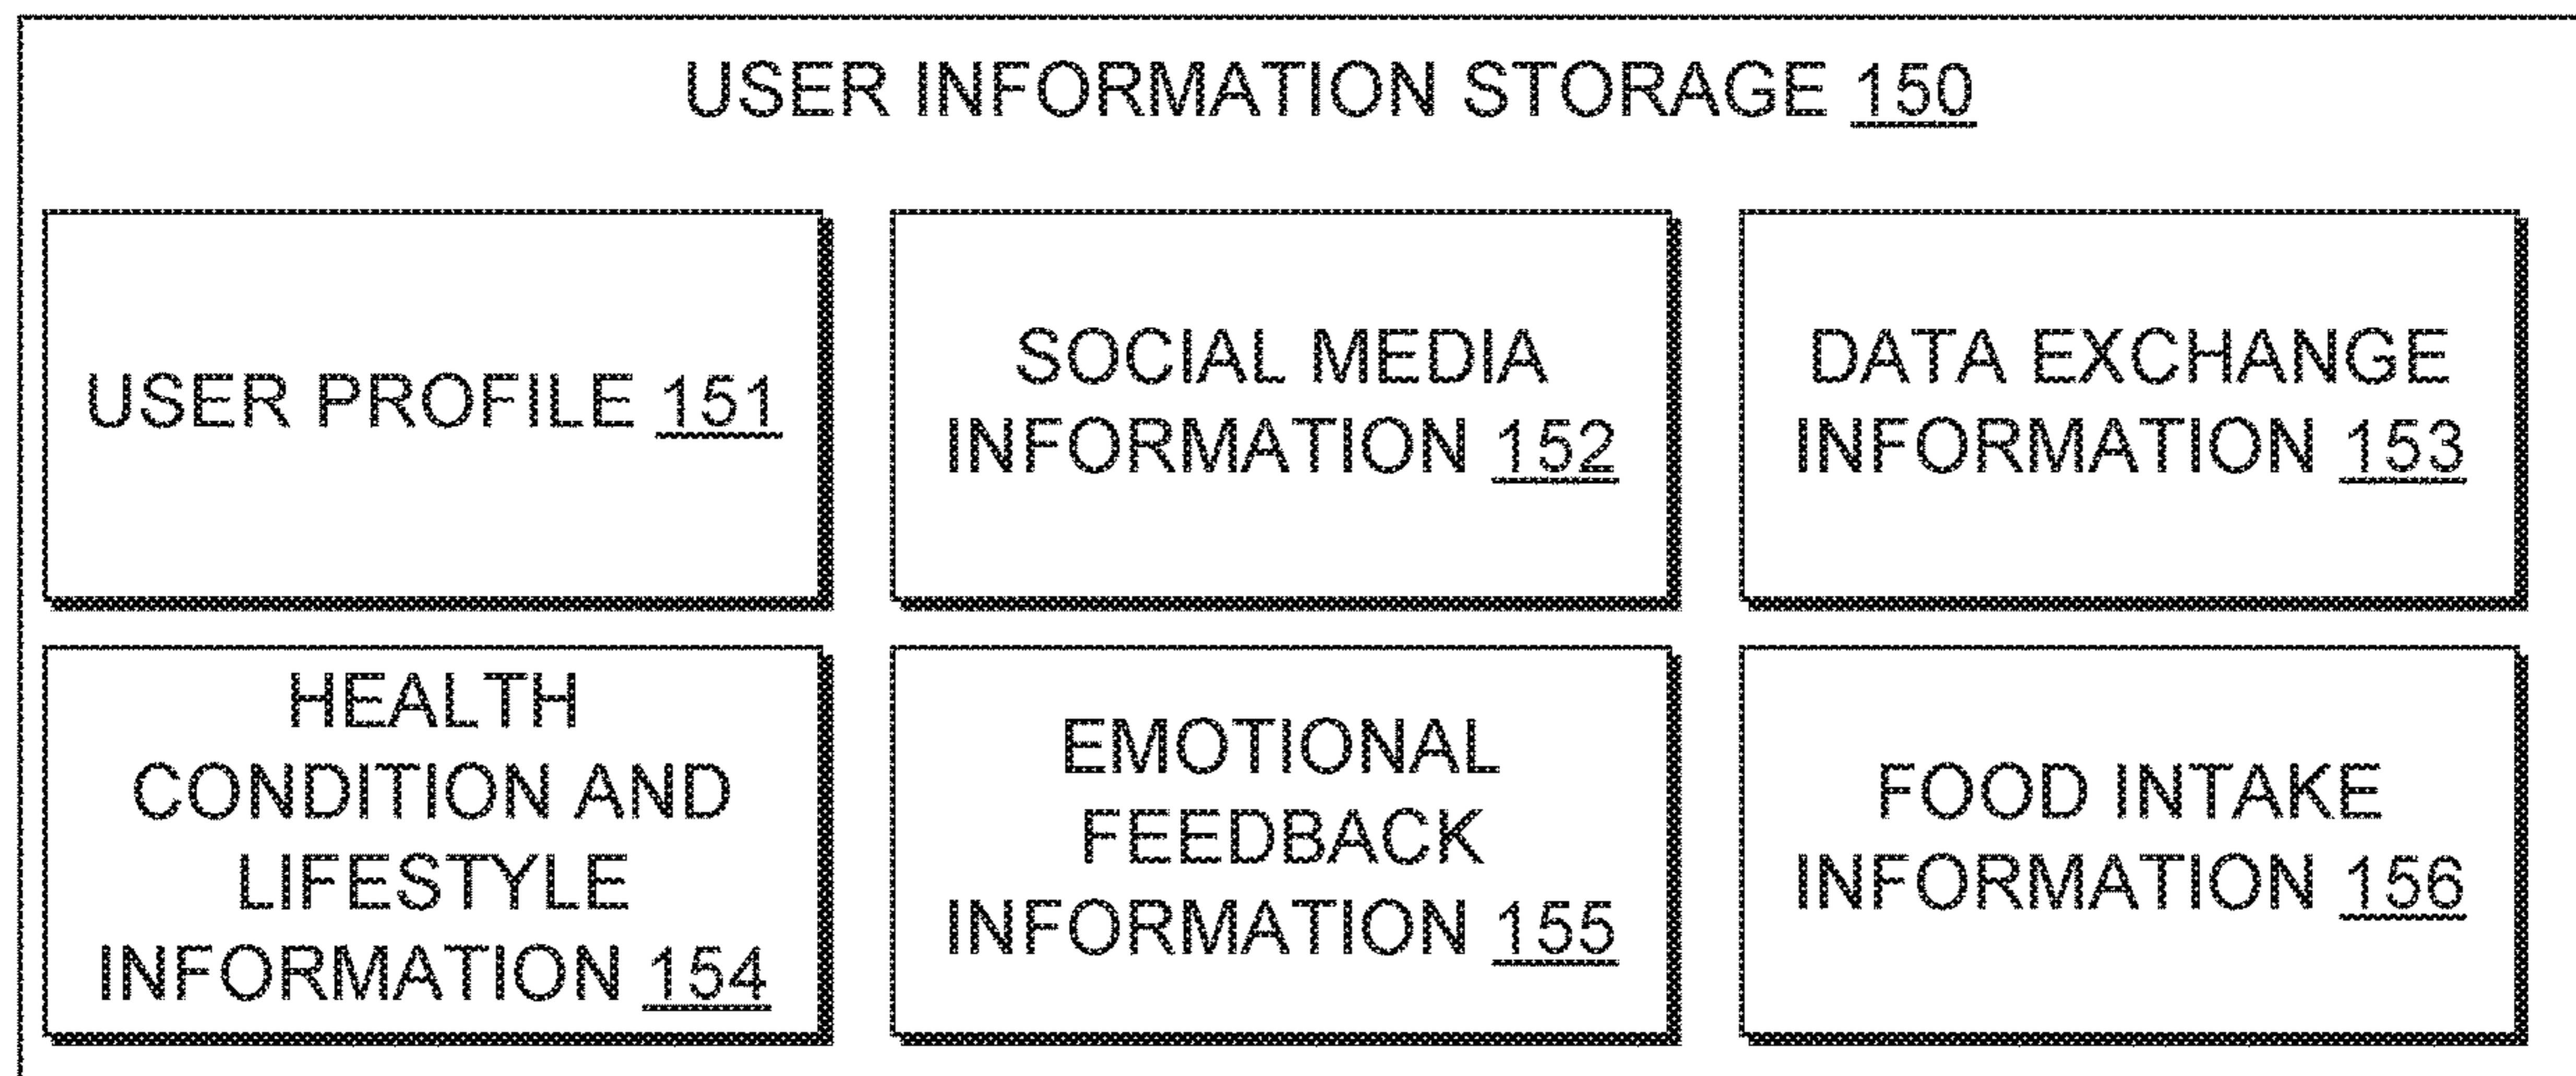 USER INFORMATION STORAGE 150
USER PROFILE 151
SOCIAL MEDIA
INFORMATION 152
DATA EXCHANGE
INFORMATION 153
HEALTH
CONDITION AND
LIFESTYLE
INFORMATION 154
EMOTIONAL
FEEDBACK
INFORMATION 155
FOOD INTAKE
INFORMATION 156